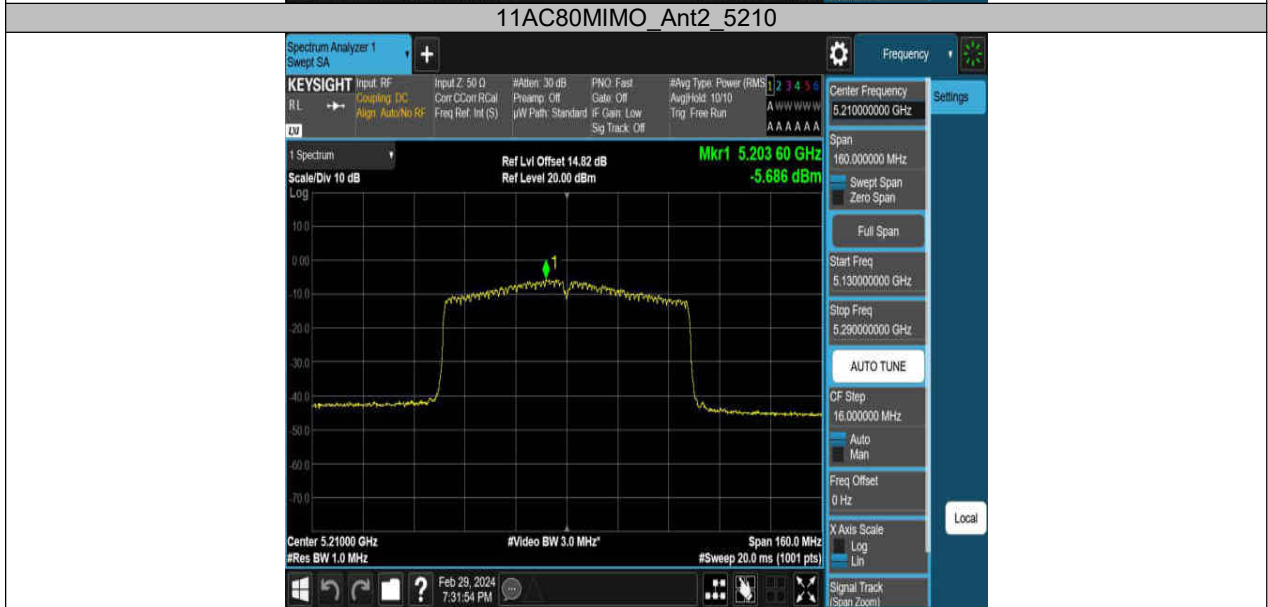 11AC80MIMO_Ant2_5210
Spectrum Analyzer 1
Swept SA
+
Frequency
KEYSIGHT
RL
LXI
Input: RF
Coupling: DC
Align: Auto/No RF
Input Z: 50 Ω
Corr CCorr RCal
Freq Ref: Int (S)
#Atten: 30 dB
Preamp: Off
µW Path: Standard
PNO: Fast
Gate: Off
IF Gain: Low
Sig Track: Off
#Avg Type: Power (RMS
Avg|Hold: 10/10
Trig: Free Run
1 2 3 4 5 6
A W W W W W
A A A A A A
Center Frequency
5.210000000 GHz
Settings
1 Spectrum
Scale/Div 10 dB
Ref Lvl Offset 14.82 dB
Ref Level 20.00 dBm
Mkr1 5.203 60 GHz
-5.686 dBm
Span
160.000000 MHz
Swept Span
Zero Span
Log
10.0
0.00
-10.0
-20.0
-30.0
-40.0
-50.0
-60.0
-70.0
1
Full Span
Start Freq
5.130000000 GHz
Stop Freq
5.290000000 GHz
AUTO TUNE
CF Step
16.000000 MHz
Auto
Man
Freq Offset
0 Hz
Local
X Axis Scale
Log
Lin
Signal Track
(Span Zoom)
Center 5.21000 GHz
#Res BW 1.0 MHz
#Video BW 3.0 MHz*
Span 160.0 MHz
#Sweep 20.0 ms (1001 pts)
?
Feb 29, 2024
7:31:54 PM